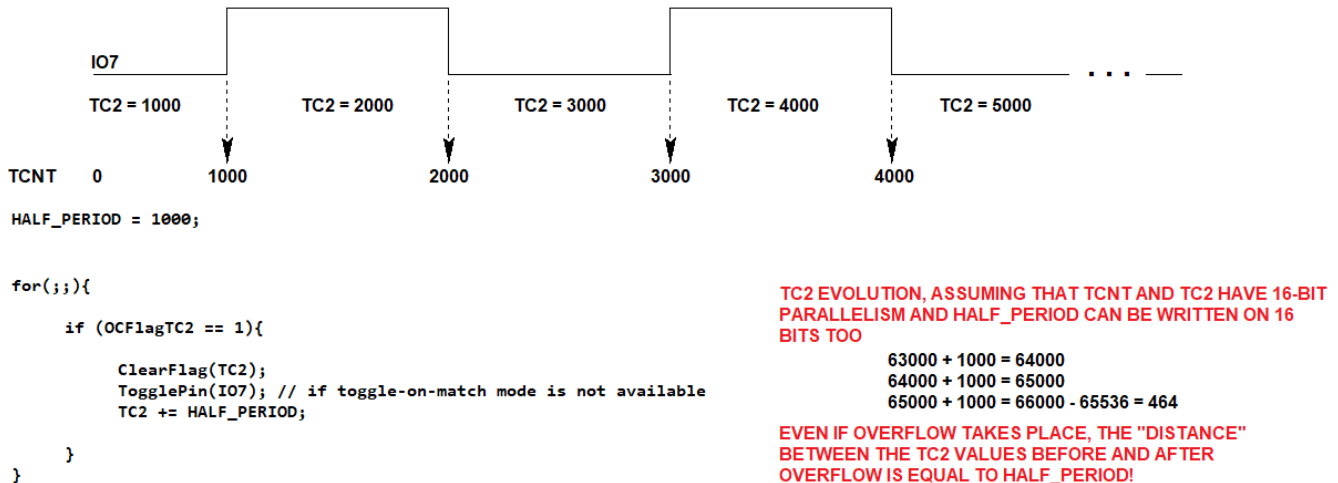 IO7
TC2 = 1000 TC2 = 2000 TC2 = 3000 TC2 = 4000 TC2 = 5000
. . .
TCNT 0 1000 2000 3000 4000
HALF_PERIOD = 1000;
for(;;){
if (OCFlagTC2 == 1){
ClearFlag(TC2);
TogglePin(IO7); // if toggle-on-match mode is not available
TC2 += HALF_PERIOD;
}
}
TC2 EVOLUTION, ASSUMING THAT TCNT AND TC2 HAVE 16-BIT
PARALLELISM AND HALF_PERIOD CAN BE WRITTEN ON 16
BITS TOO
63000 + 1000 = 64000
64000 + 1000 = 65000
65000 + 1000 = 66000 - 65536 = 464
EVEN IF OVERFLOW TAKES PLACE, THE "DISTANCE"
BETWEEN THE TC2 VALUES BEFORE AND AFTER
OVERFLOW IS EQUAL TO HALF_PERIOD!